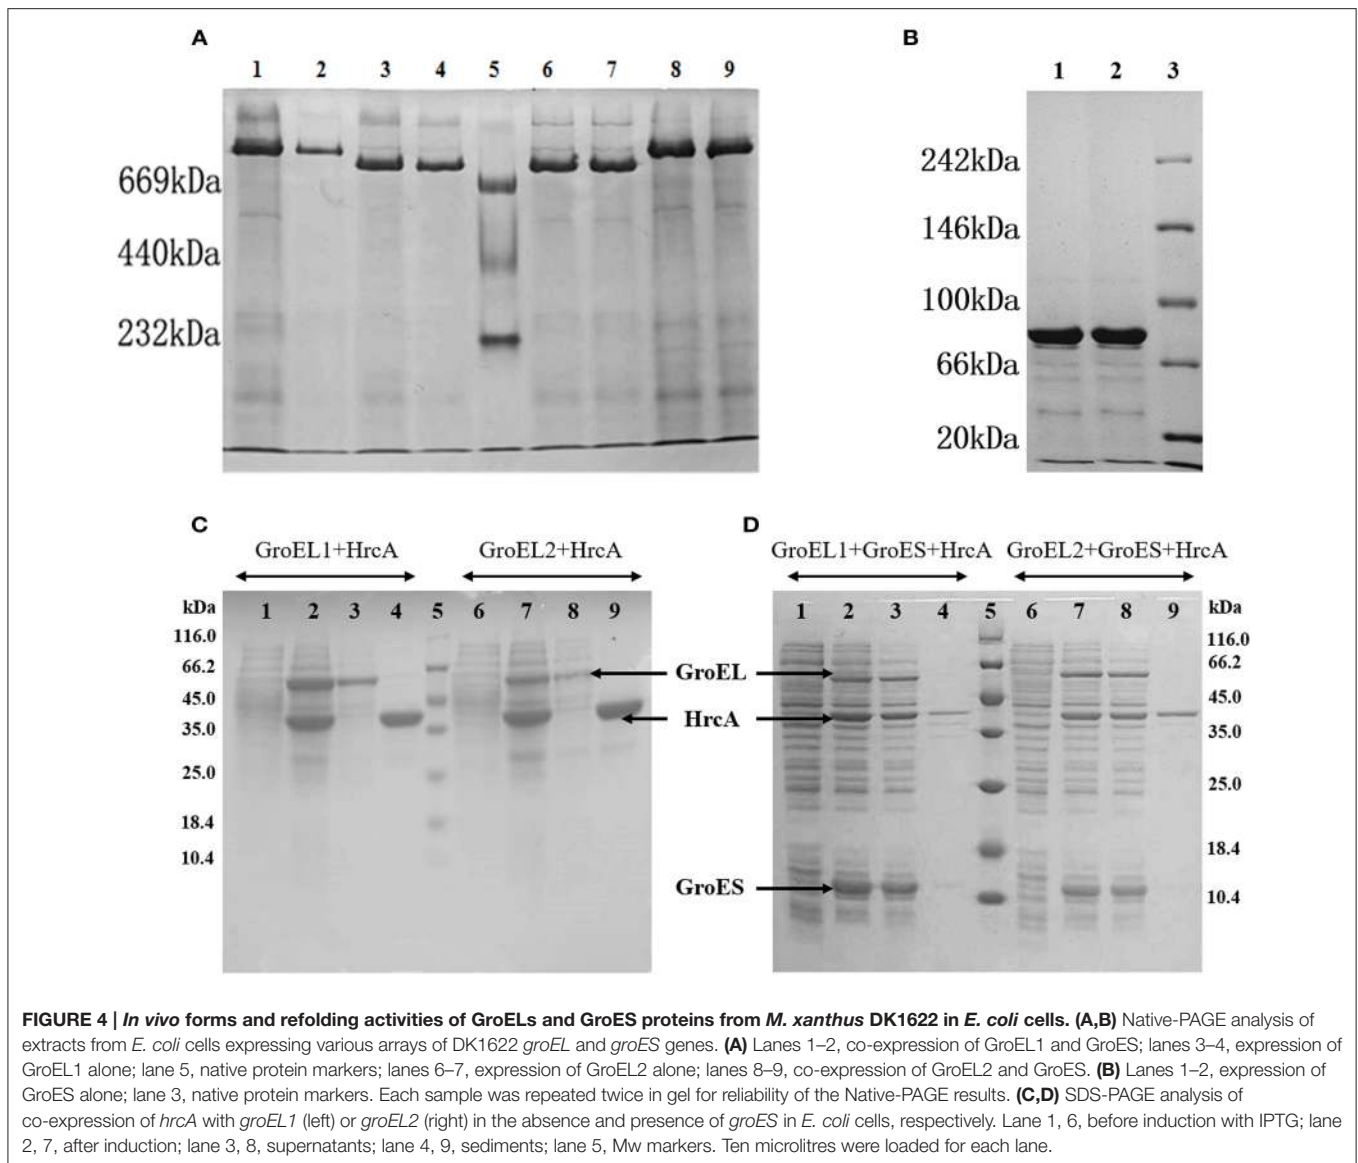 A
1 2 3 4 5 6 7 8 9
669kDa
440kDa
232kDa
B
1 2 3
242kDa
146kDa
100kDa
66kDa
20kDa
C
GroEL1+HrcA GroEL2+HrcA
kDa
1 2 3 4 5 6 7 8 9
116.0
66.2
45.0
35.0
25.0
18.4
10.4
GroEL
HrcA
GroES
D
GroEL1+GroES+HrcA GroEL2+GroES+HrcA
1 2 3 4 5 6 7 8 9
kDa
116.0
66.2
45.0
35.0
25.0
18.4
10.4
FIGURE 4 | In vivo forms and refolding activities of GroELs and GroES proteins from M. xanthus DK1622 in E. coli cells. (A,B) Native-PAGE analysis of
extracts from E. coli cells expressing various arrays of DK1622 groEL and groES genes. (A) Lanes 1–2, co-expression of GroEL1 and GroES; lanes 3–4, expression of
GroEL1 alone; lane 5, native protein markers; lanes 6–7, expression of GroEL2 alone; lanes 8–9, co-expression of GroEL2 and GroES. (B) Lanes 1–2, expression of
GroES alone; lane 3, native protein markers. Each sample was repeated twice in gel for reliability of the Native-PAGE results. (C,D) SDS-PAGE analysis of
co-expression of hrcA with groEL1 (left) or groEL2 (right) in the absence and presence of groES in E. coli cells, respectively. Lane 1, 6, before induction with IPTG; lane
2, 7, after induction; lane 3, 8, supernatants; lane 4, 9, sediments; lane 5, Mw markers. Ten microlitres were loaded for each lane.